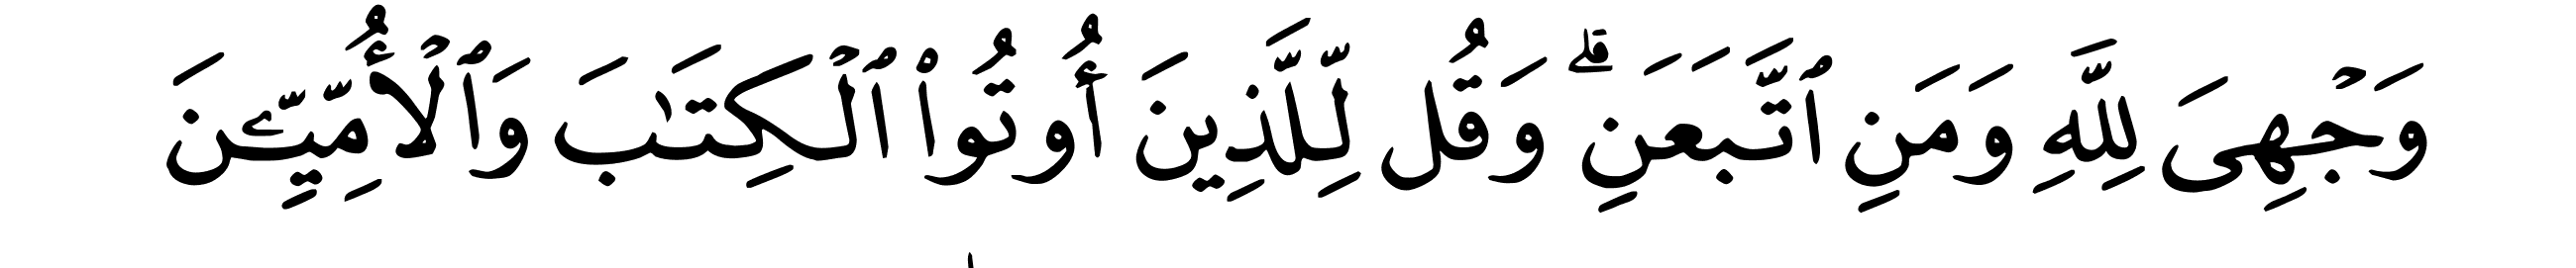 وَجْهِىَ لِلَّهِ وَمَنِ ٱتَّبَعَنِ ۗ وَقُل لِّلَّذِينَ أُوتُوا۟ ٱلْكِتَـٰبَ وَٱلْأُمِّيِّـۧنَ